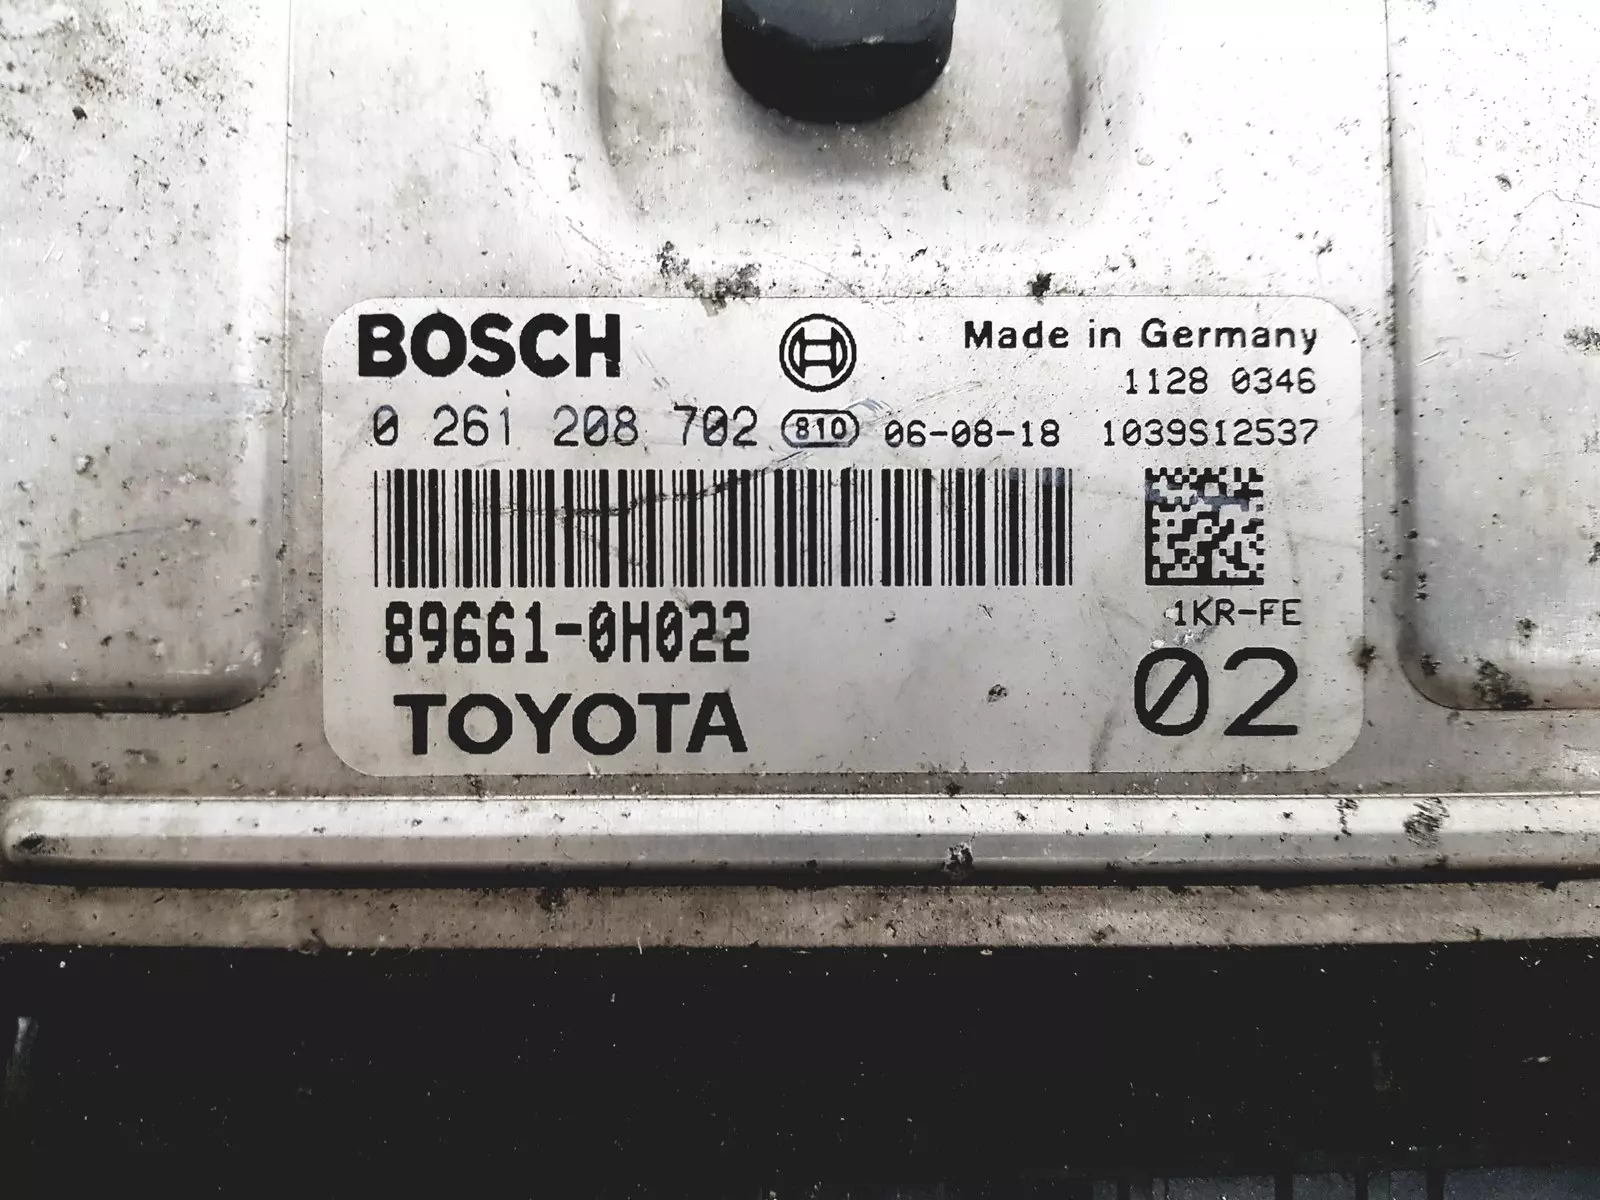 BOSCH
Made in Germany
1128 0346
0 261 208 702 810 06-08-18 1039S12537
89661-0H022
1KR-FE
TOYOTA
02